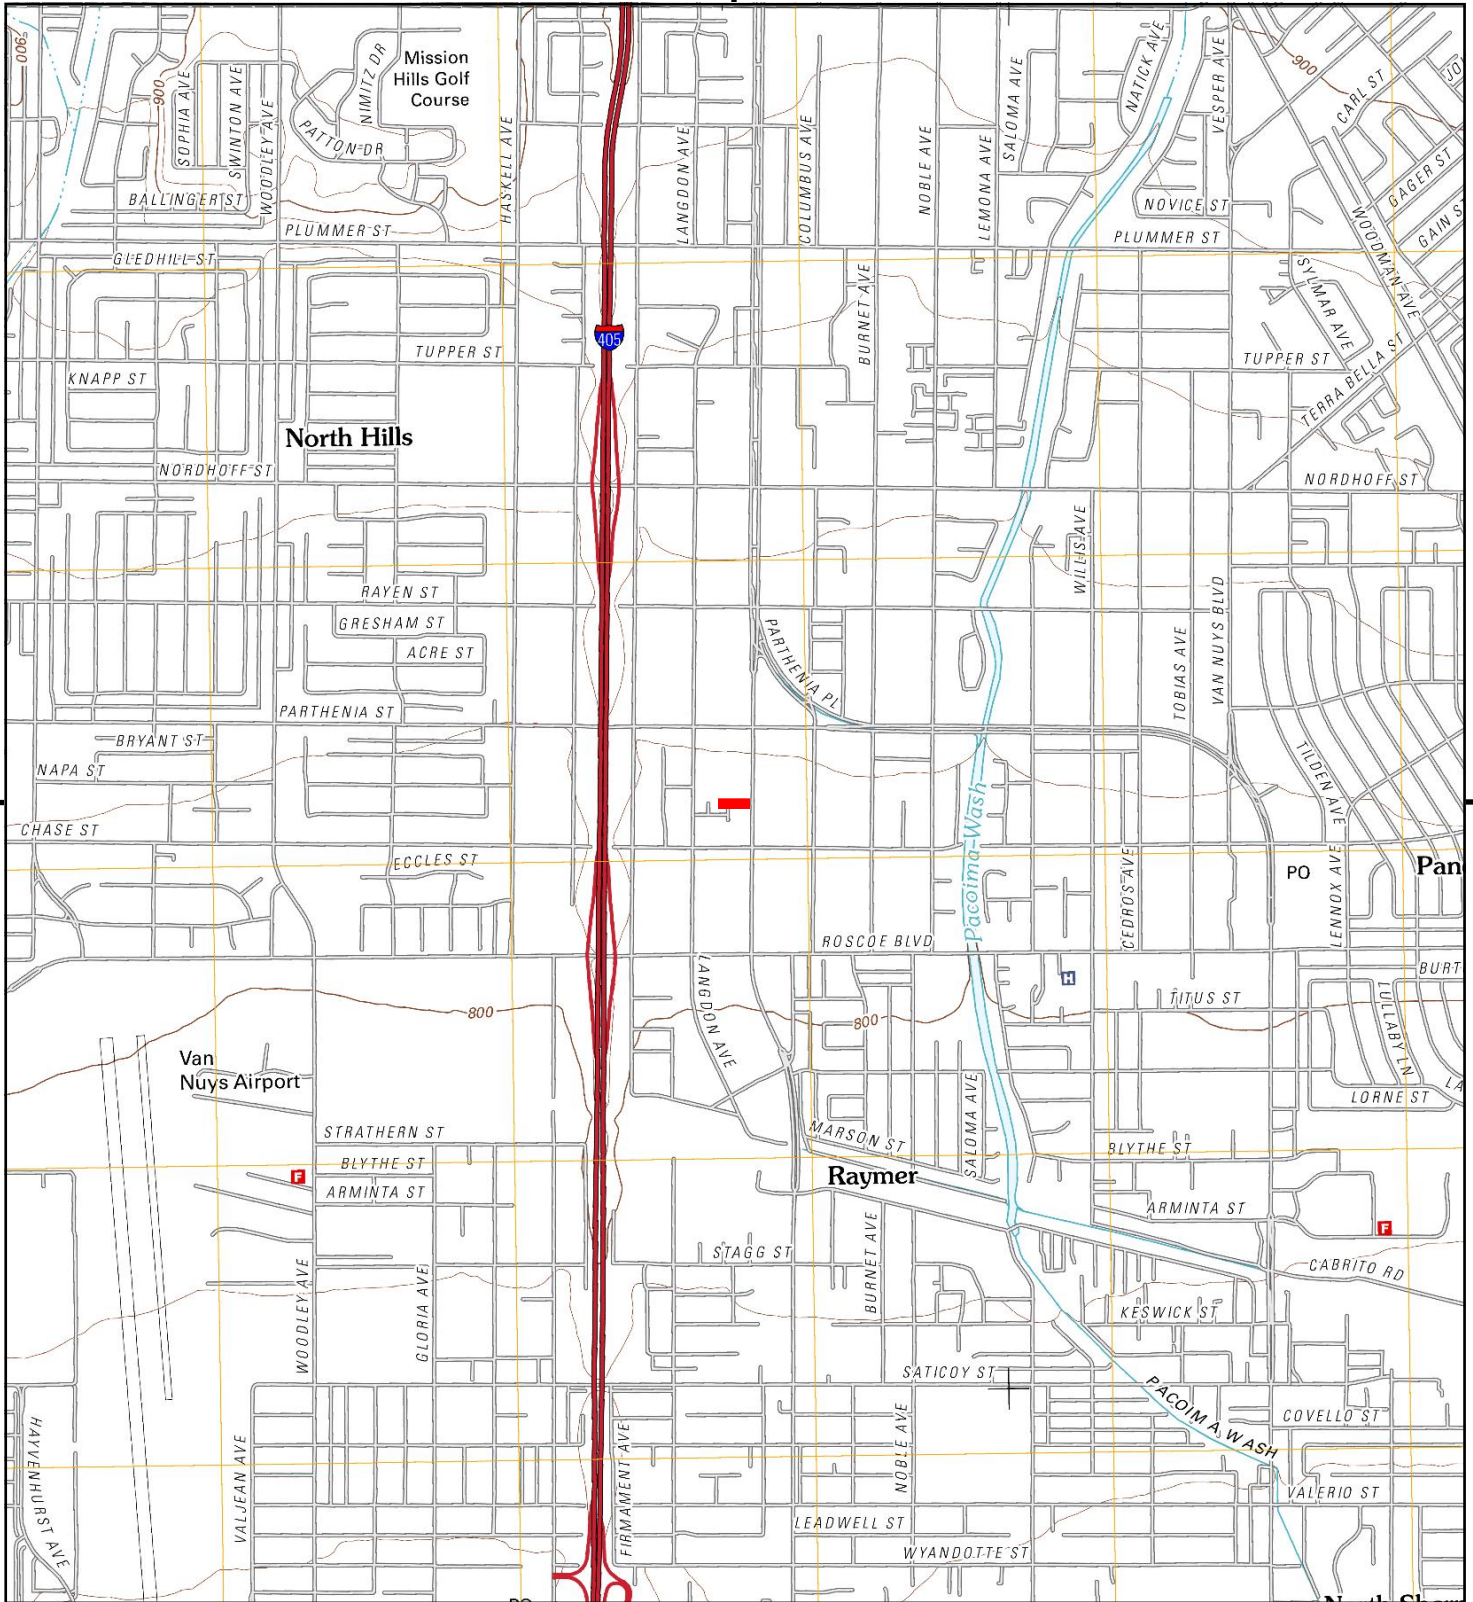 900
Mission
Hills Golf
Course
NIMITZ DR
SOPHIA AVE
SWINTON AVE
WOODLEY AVE
900
PATTON DR
HASKELL AVE
LANGDON AVE
COLUMBUS AVE
NOBLE AVE
LEMONA AVE
SALOMA AVE
NATICK AVE
VESPER AVE
900
CARL ST
GAGER ST
GAIN S
BALLINGER ST
PLUMMER ST
GLEDHILL ST
NOVICE ST
PLUMMER ST
WOODMAN AVE
SYLMAR AVE
BURNET AVE
405
TUPPER ST
TUPPER ST
KNAPP ST
TERRA BELLA ST
North Hills
NORDHOFF ST
NORDHOFF ST
WILLIS AVE
RAYEN ST
GRESHAM ST
ACRE ST
PARTHENIA PL
TOBIAS AVE
VAN NUYS BLVD
PARTHENIA ST
BRYANT ST
NAPA ST
TILDEN AVE
Pacoima Wash
CHASE ST
ECCLES ST
CEDROS AVE
PO
LENNOX AVE
Pan
ROSCOE BLVD
LANGDON AVE
H
BURT
TITUS ST
LULLABY LN
800
800
Van
Nuys Airport
SALOMA AVE
LA
LORNE ST
STRATHERN ST
MARSON ST
BLYTHE ST
BLYTHE ST
F
Raymer
ARMINTA ST
ARMINTA ST
F
STAGG ST
BURNET AVE
CABRITO RD
WOODLEY AVE
GLORIA AVE
KESWICK ST
SATICOY ST
PACOIMA WASH
COVELLO ST
HAYVENHURST AVE
VALJEAN AVE
FIRMAMENT AVE
NOBLE AVE
VALERIO ST
LEADWELL ST
WYANDOTTE ST